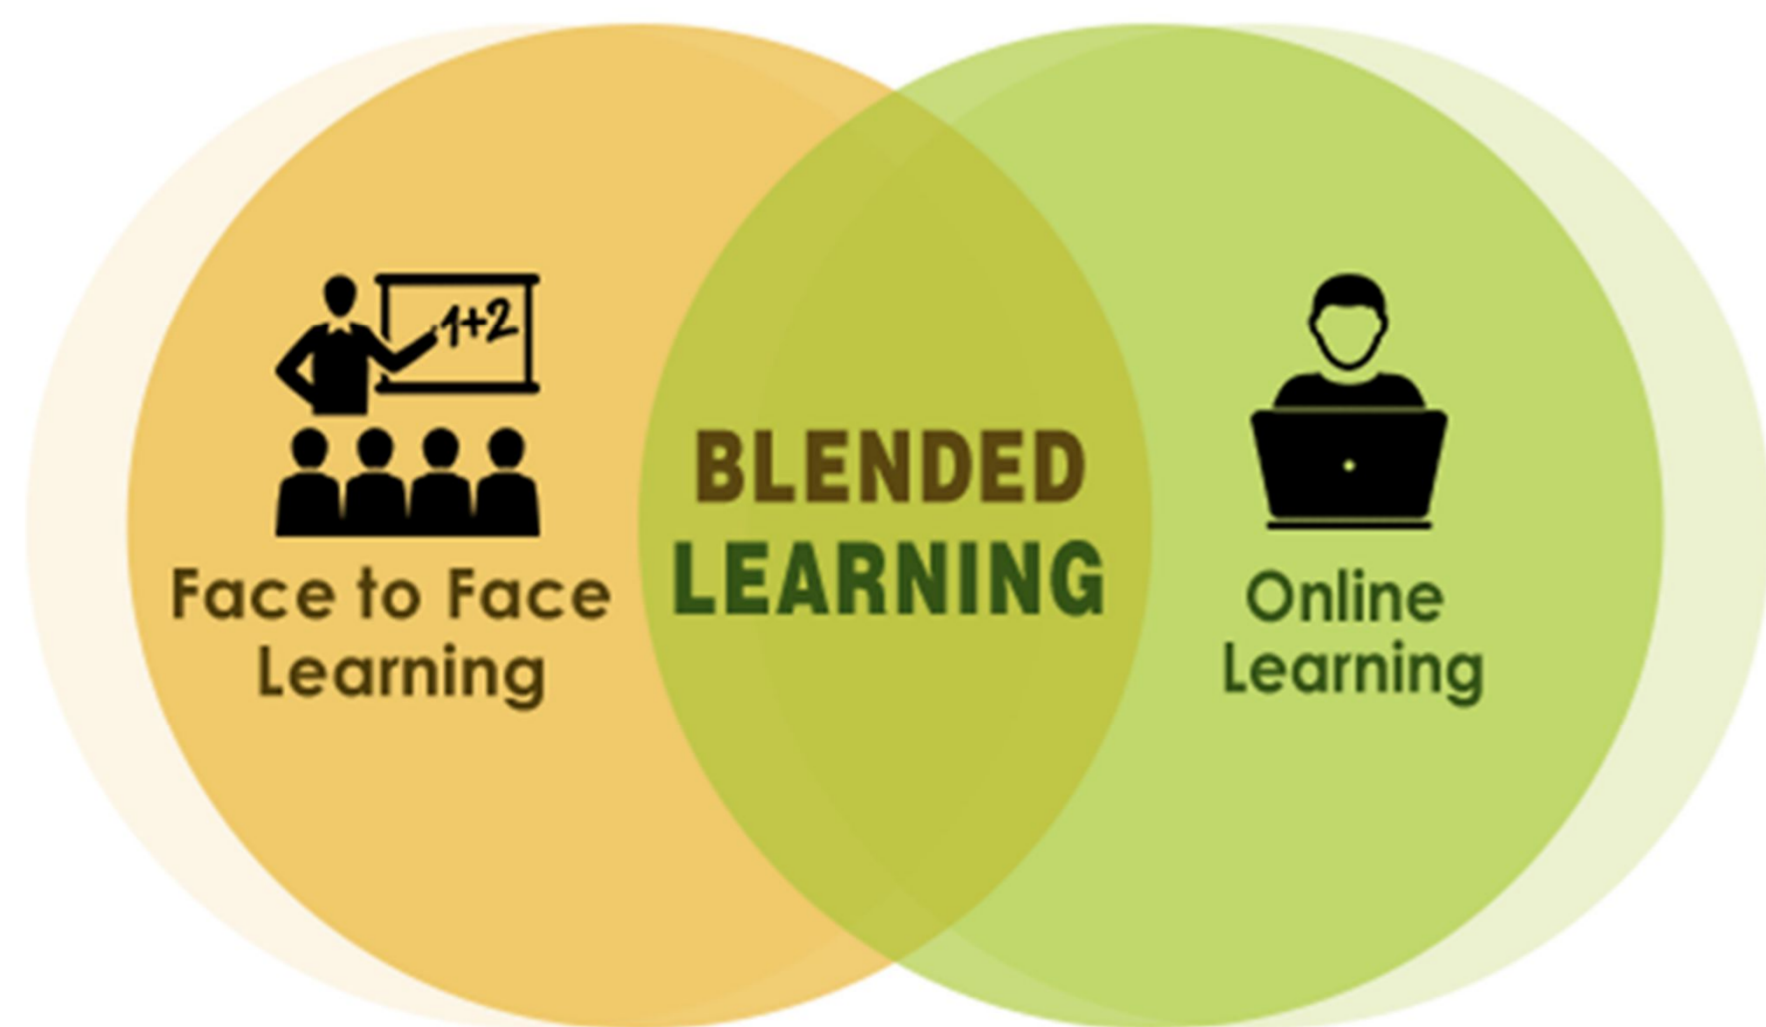 1+2
Face to Face
Learning
BLENDED
LEARNING
Online
Learning